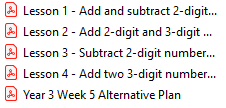 Lesson 1 - Add and subtract 2-digit...
Lesson 2 - Add 2-digit and 3-digit ...
Lesson 3 - Subtract 2-digit number...
Lesson 4 - Add two 3-digit number...
Year 3 Week 5 Alternative Plan